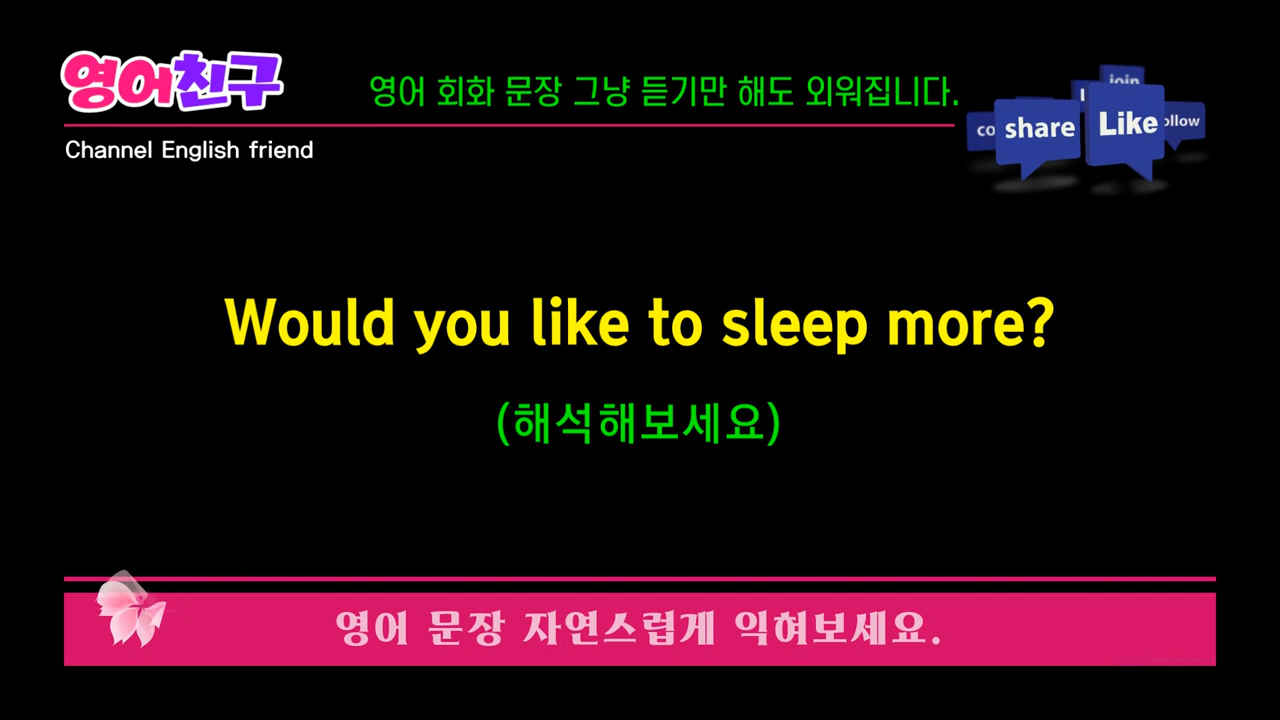 영어친구
영어 회화 문장 그냥 듣기만 해도 외워집니다.
join
share
Like
Channel English friend
Would you like to sleep more?
(해석해보세요)
영어 문장 자연스럽게 익혀보세요.